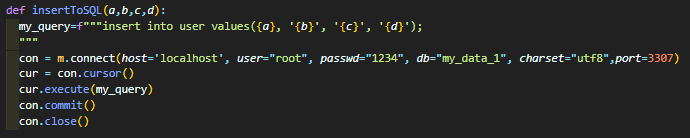 def insertToSQL(a,b,c,d):
my_query=f"""insert into user values({a}, '{b}', '{c}', '{d}');
"""
con = m.connect(host='localhost', user="root", passwd="1234", db="my_data_1", charset="utf8",port=3307)
cur = con.cursor()
cur.execute(my_query)
con.commit()
con.close()